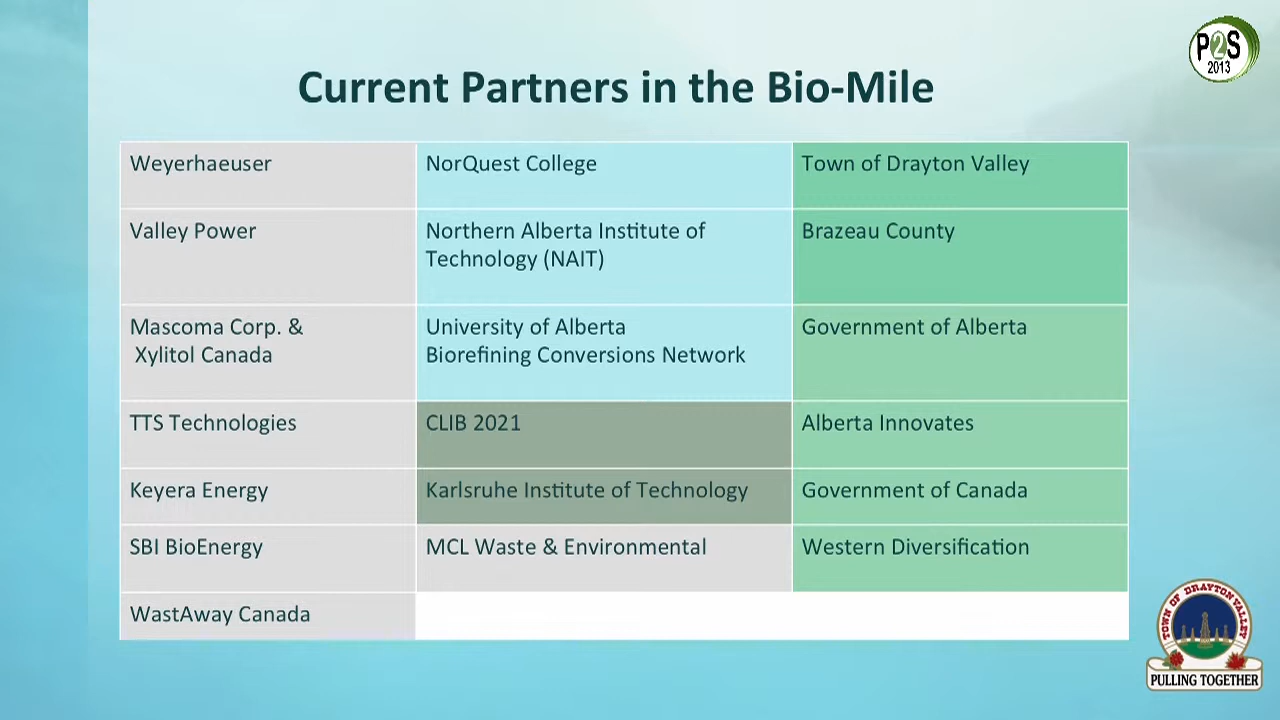 P2S
2013
Current Partners in the Bio-Mile
Weyerhaeuser
NorQuest College
Town of Drayton Valley
Valley Power
Northern Alberta Institute of
Technology (NAIT)
Brazeau County
Mascoma Corp. &
Xylitol Canada
University of Alberta
Biorefining Conversions Network
Government of Alberta
TTS Technologies
CLIB 2021
Alberta Innovates
Keyera Energy
Karlsruhe Institute of Technology
Government of Canada
SBI BioEnergy
MCL Waste & Environmental
Western Diversification
WastAway Canada
TOWN OF DRAYTON VALLEY
PULLING TOGETHER